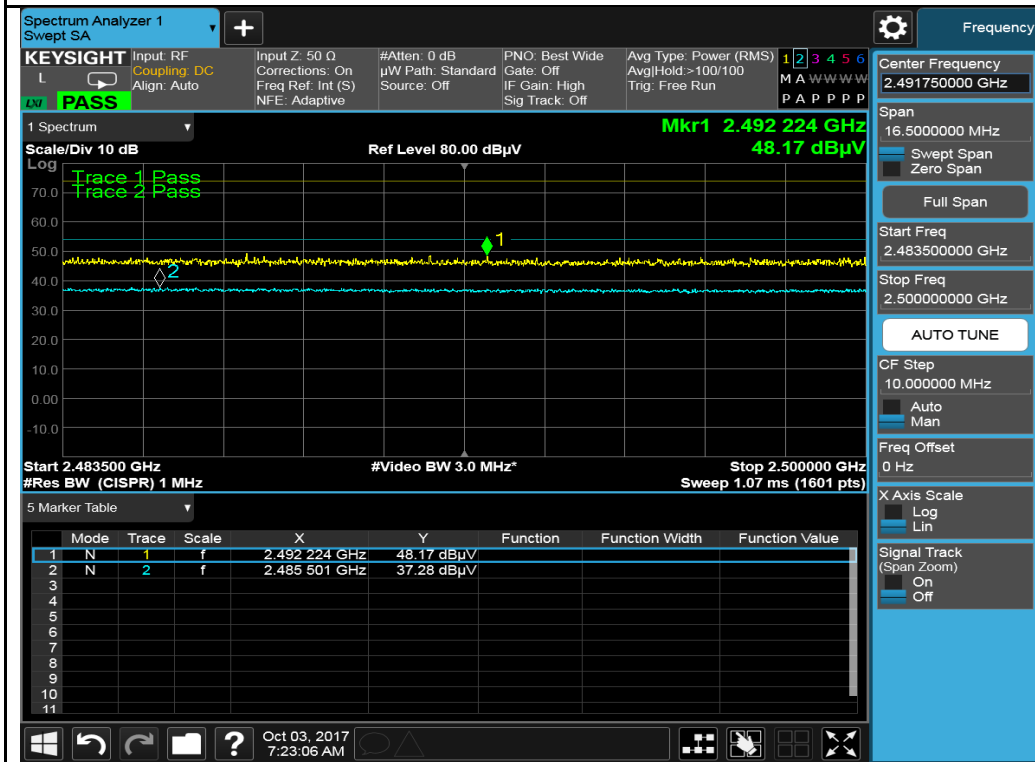 Spectrum Analyzer 1
Swept SA
Frequency
KEYSIGHT
L
LXI PASS
Input: RF
Coupling: DC
Align: Auto
Input Z: 50 Ω
Corrections: On
Freq Ref: Int (S)
NFE: Adaptive
#Atten: 0 dB
µW Path: Standard
Source: Off
PNO: Best Wide
Gate: Off
IF Gain: High
Sig Track: Off
Avg Type: Power (RMS)
Avg|Hold:>100/100
Trig: Free Run
1 2 3 4 5 6
M A W W W W
P A P P P P
1 Spectrum
Mkr1 2.492 224 GHz
48.17 dBµV
Scale/Div 10 dB
Ref Level 80.00 dBµV
Log
Trace 1 Pass
Trace 2 Pass
70.0
60.0
50.0
40.0
30.0
20.0
10.0
0.00
-10.0
1
2
Start 2.483500 GHz
#Res BW (CISPR) 1 MHz
#Video BW 3.0 MHz*
Stop 2.500000 GHz
Sweep 1.07 ms (1601 pts)
5 Marker Table
Mode Trace Scale X Y Function Function Width Function Value
1 N 1 f 2.492 224 GHz 48.17 dBµV
2 N 2 f 2.485 501 GHz 37.28 dBµV
3
4
5
6
7
8
9
10
11
Center Frequency
2.491750000 GHz
Span
16.5000000 MHz
Swept Span
Zero Span
Full Span
Start Freq
2.483500000 GHz
Stop Freq
2.500000000 GHz
AUTO TUNE
CF Step
10.000000 MHz
Auto
Man
Freq Offset
0 Hz
X Axis Scale
Log
Lin
Signal Track
(Span Zoom)
On
Off
?
Oct 03, 2017
7:23:06 AM